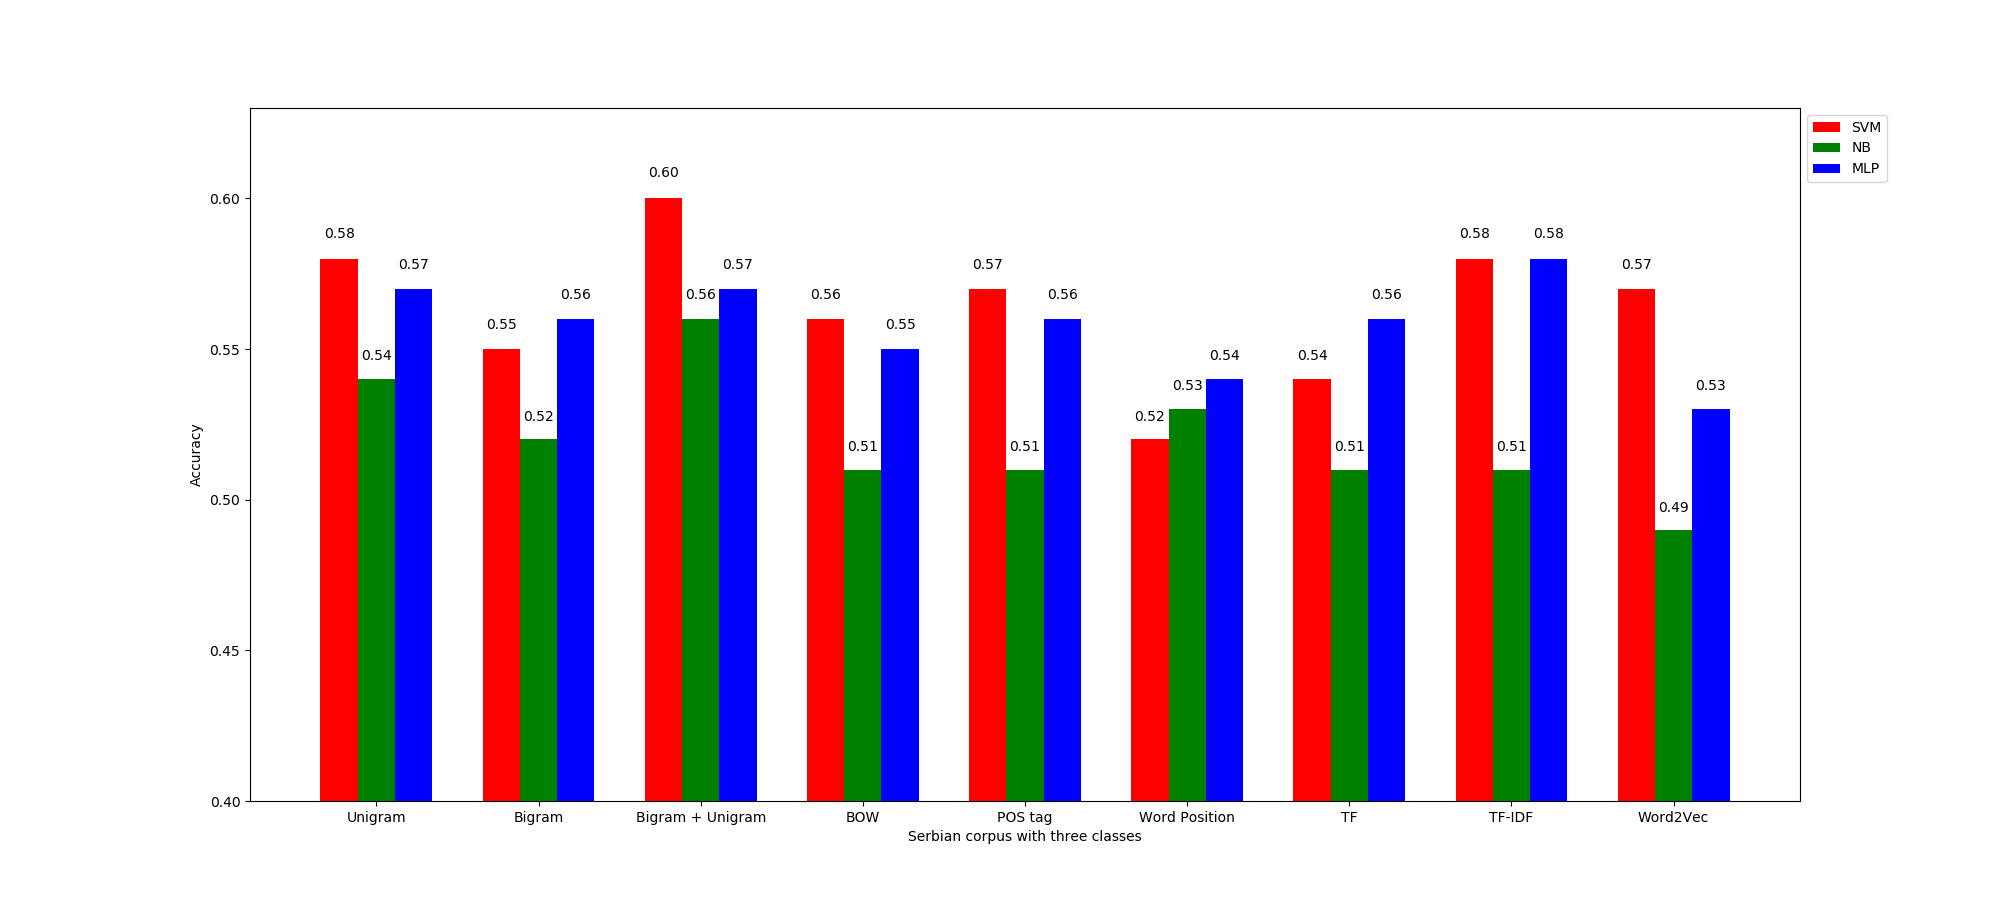 SVM
NB
MLP
0.60
0.55
0.50
0.45
0.40
Accuracy
0.58
0.54
0.57
0.55
0.52
0.56
0.60
0.56
0.57
0.56
0.51
0.55
0.57
0.51
0.56
0.52
0.53
0.54
0.54
0.51
0.56
0.58
0.51
0.58
0.57
0.49
0.53
Unigram
Bigram
Bigram + Unigram
BOW
POS tag
Word Position
TF
TF-IDF
Word2Vec
Serbian corpus with three classes